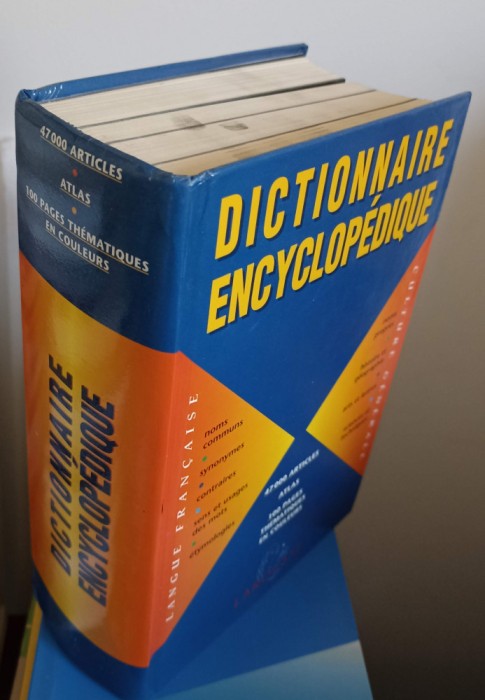 47 000 ARTICLES
ATLAS
100 PAGES THÉMATIQUES
EN COULEURS
DICTIONNAIRE
ENCYCLOPÉDIQUE
DICTIONNAIRE
ENCYCLOPÉDIQUE
LANGUE FRANÇAISE
noms
communs
synonymes
contraires
sens et usages
des mots
étymologies
47 000 ARTICLES
ATLAS
100 PAGES
THÉMATIQUES
EN COULEURS